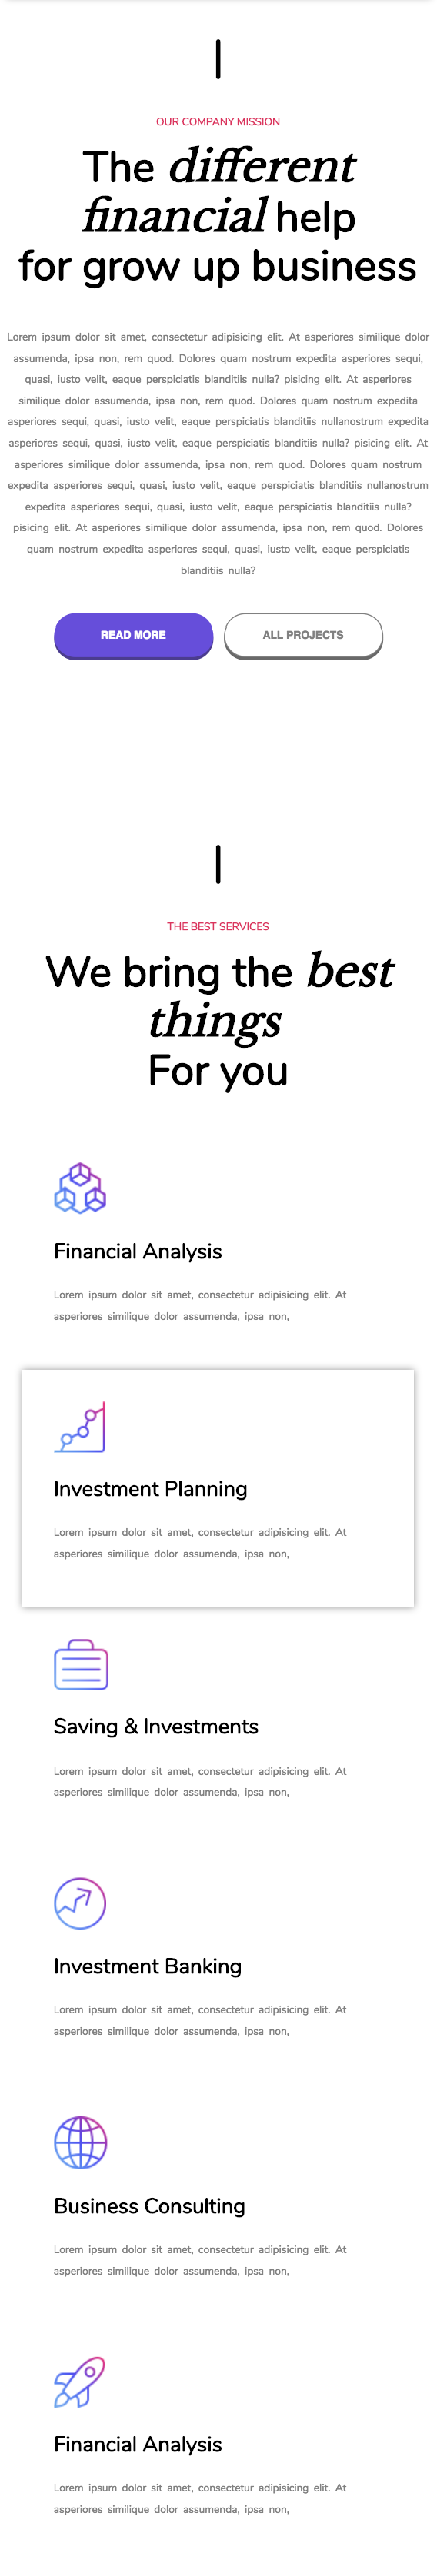 OUR COMPANY MISSION
The different
financial help
for grow up business
Lorem ipsum dolor sit amet, consectetur adipisicing elit. At asperiores similique dolor
assumenda, ipsa non, rem quod. Dolores quam nostrum expedita asperiores sequi,
quasi, iusto velit, eaque perspiciatis blanditiis nulla? pisicing elit. At asperiores
similique dolor assumenda, ipsa non, rem quod. Dolores quam nostrum expedita
asperiores sequi, quasi, iusto velit, eaque perspiciatis blanditiis nullanostrum expedita
asperiores sequi, quasi, iusto velit, eaque perspiciatis blanditiis nulla? pisicing elit. At
asperiores similique dolor assumenda, ipsa non, rem quod. Dolores quam nostrum
expedita asperiores sequi, quasi, iusto velit, eaque perspiciatis blanditiis nullanostrum
expedita asperiores sequi, quasi, iusto velit, eaque perspiciatis blanditiis nulla?
pisicing elit. At asperiores similique dolor assumenda, ipsa non, rem quod. Dolores
quam nostrum expedita asperiores sequi, quasi, iusto velit, eaque perspiciatis
blanditiis nulla?
READ MORE
ALL PROJECTS
THE BEST SERVICES
We bring the best
things
For you
Financial Analysis
Lorem ipsum dolor sit amet, consectetur adipisicing elit. At
asperiores similique dolor assumenda, ipsa non,
Investment Planning
Lorem ipsum dolor sit amet, consectetur adipisicing elit. At
asperiores similique dolor assumenda, ipsa non,
Saving & Investments
Lorem ipsum dolor sit amet, consectetur adipisicing elit. At
asperiores similique dolor assumenda, ipsa non,
Investment Banking
Lorem ipsum dolor sit amet, consectetur adipisicing elit. At
asperiores similique dolor assumenda, ipsa non,
Business Consulting
Lorem ipsum dolor sit amet, consectetur adipisicing elit. At
asperiores similique dolor assumenda, ipsa non,
Financial Analysis
Lorem ipsum dolor sit amet, consectetur adipisicing elit. At
asperiores similique dolor assumenda, ipsa non,